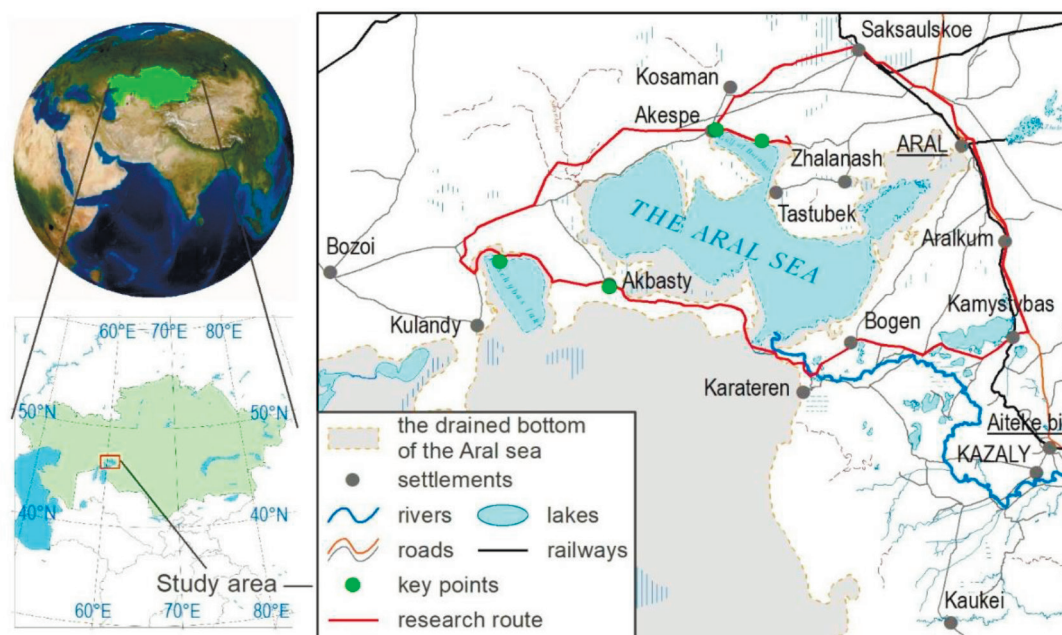 Saksaulskoe
Kosaman
Akespe
ARAL
Zhalanash
Tastubek
THE ARAL SEA
Aralkum
Bozoi
Akbasty
Kamystybas
Kulandy
Bogen
Karateren
Aiteke bi
KAZALY
Kaukei
60°E 70°E 80°E
50°N 50°N
40°N 40°N
60°E 70°E 80°E
Study area
the drained bottom
of the Aral sea
settlements
rivers lakes
roads railways
key points
research route